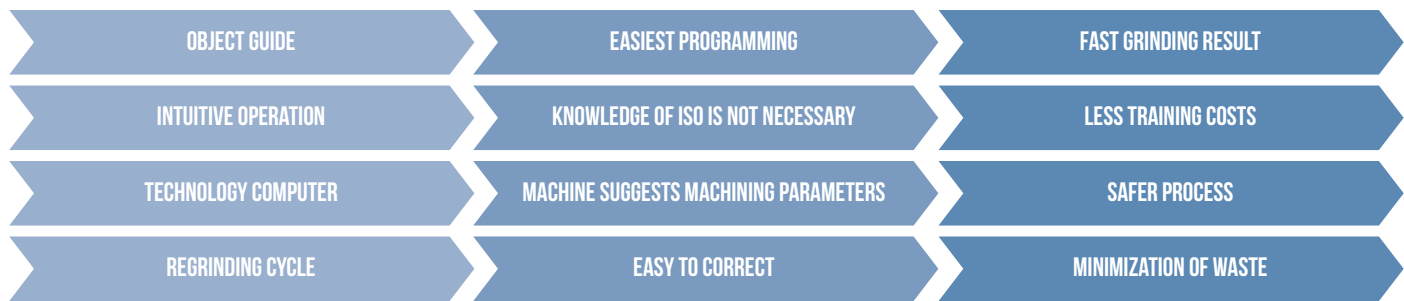 OBJECT GUIDE
EASIEST PROGRAMMING
FAST GRINDING RESULT
INTUITIVE OPERATION
KNOWLEDGE OF ISO IS NOT NECESSARY
LESS TRAINING COSTS
TECHNOLOGY COMPUTER
MACHINE SUGGESTS MACHINING PARAMETERS
SAFER PROCESS
REGRINDING CYCLE
EASY TO CORRECT
MINIMIZATION OF WASTE